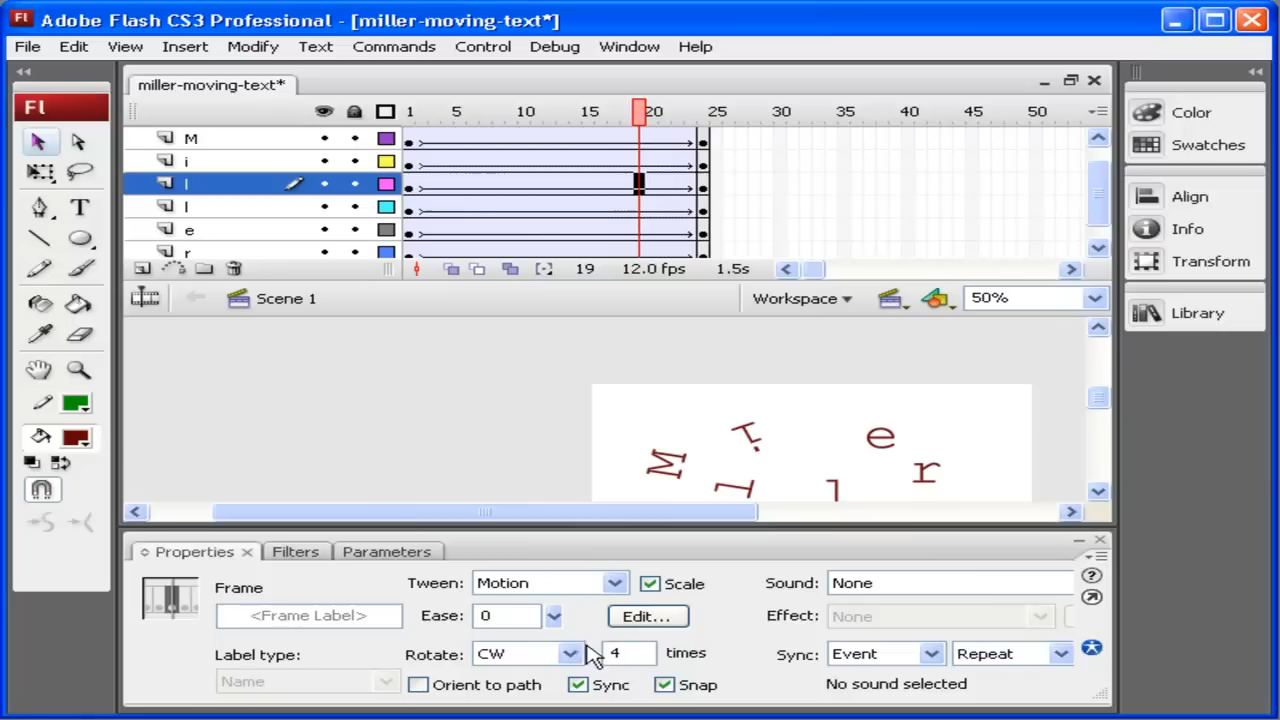 Fl Adobe Flash CS3 Professional - [miller-moving-text*]
File Edit View Insert Modify Text Commands Control Debug Window Help
miller-moving-text*
Fl
1 5 10 15 20 25 30 35 40 45 50
M
i
l
l
e
r
19 12.0 fps 1.5s
Scene 1 Workspace 50%
Color
Swatches
Align
Info
Transform
Library
T
M i l l e r
Properties Filters Parameters
Frame Tween: Motion Scale Sound: None
<Frame Label> Ease: 0 Edit... Effect: None
Label type: Rotate: CW 4 times Sync: Event Repeat
Name Orient to path Sync Snap No sound selected